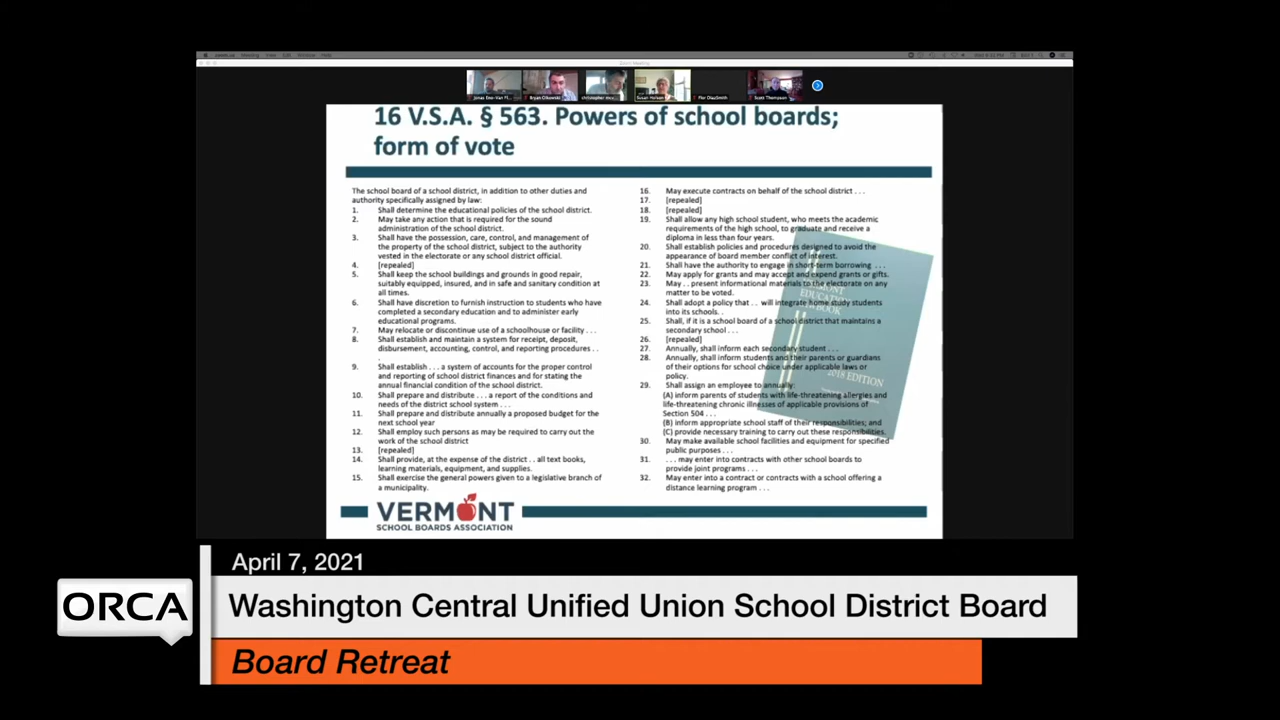 Jonas Eno-Van Fl...
Bryan Olkowski
Susan Holson
Flor DiazSmith
Scott Thompson
16 V.S.A. § 563. Powers of school boards;
form of vote
The school board of a school district, in addition to other duties and
authority specifically assigned by law:
1. Shall determine the educational policies of the school district.
2. May take any action that is required for the sound
administration of the school district.
3. Shall have the possession, care, control, and management of
the property of the school district, subject to the authority
vested in the electorate or any school district official.
4. [repealed]
5. Shall keep the school buildings and grounds in good repair,
suitably equipped, insured, and in safe and sanitary condition at
all times.
6. Shall have discretion to furnish instruction to students who have
completed a secondary education and to administer early
educational programs.
7. May relocate or discontinue use of a schoolhouse or facility . . .
8. Shall establish and maintain a system for receipt, deposit,
disbursement, accounting, control, and reporting procedures . .
.
9. Shall establish . . . a system of accounts for the proper control
and reporting of school district finances and for stating the
annual financial condition of the school district.
10. Shall prepare and distribute . . . a report of the conditions and
needs of the district school system . . .
11. Shall prepare and distribute annually a proposed budget for the
next school year
12. Shall employ such persons as may be required to carry out the
work of the school district
13. [repealed]
14. Shall provide, at the expense of the district . . all text books,
learning materials, equipment, and supplies.
15. Shall exercise the general powers given to a legislative branch of
a municipality.
16. May execute contracts on behalf of the school district . . .
17. [repealed]
18. [repealed]
19. Shall allow any high school student, who meets the academic
requirements of the high school, to graduate and receive a
diploma in less than four years.
20. Shall establish policies and procedures designed to avoid the
appearance of board member conflict of interest.
21. Shall have the authority to engage in short-term borrowing . . .
22. May apply for grants and may accept and expend grants or gifts.
23. May . . present informational materials to the electorate on any
matter to be voted.
24. Shall adopt a policy that . . will integrate home study students
into its schools. .
25. Shall, if it is a school board of a school district that maintains a
secondary school . . .
26. [repealed]
27. Annually, shall inform each secondary student . . .
28. Annually, shall inform students and their parents or guardians
of their options for school choice under applicable laws or
policy.
29. Shall assign an employee to annually:
(A) inform parents of students with life-threatening allergies and
life-threatening chronic illnesses of applicable provisions of
Section 504 . . .
(B) inform appropriate school staff of their responsibilities; and
(C) provide necessary training to carry out these responsibilities.
30. May make available school facilities and equipment for specified
public purposes . . .
31. . . . may enter into contracts with other school boards to
provide joint programs . . .
32. May enter into a contract or contracts with a school offering a
distance learning program . . .
2018 EDITION
VERMONT
SCHOOL BOARDS ASSOCIATION
April 7, 2021
ORCA
Washington Central Unified Union School District Board
Board Retreat